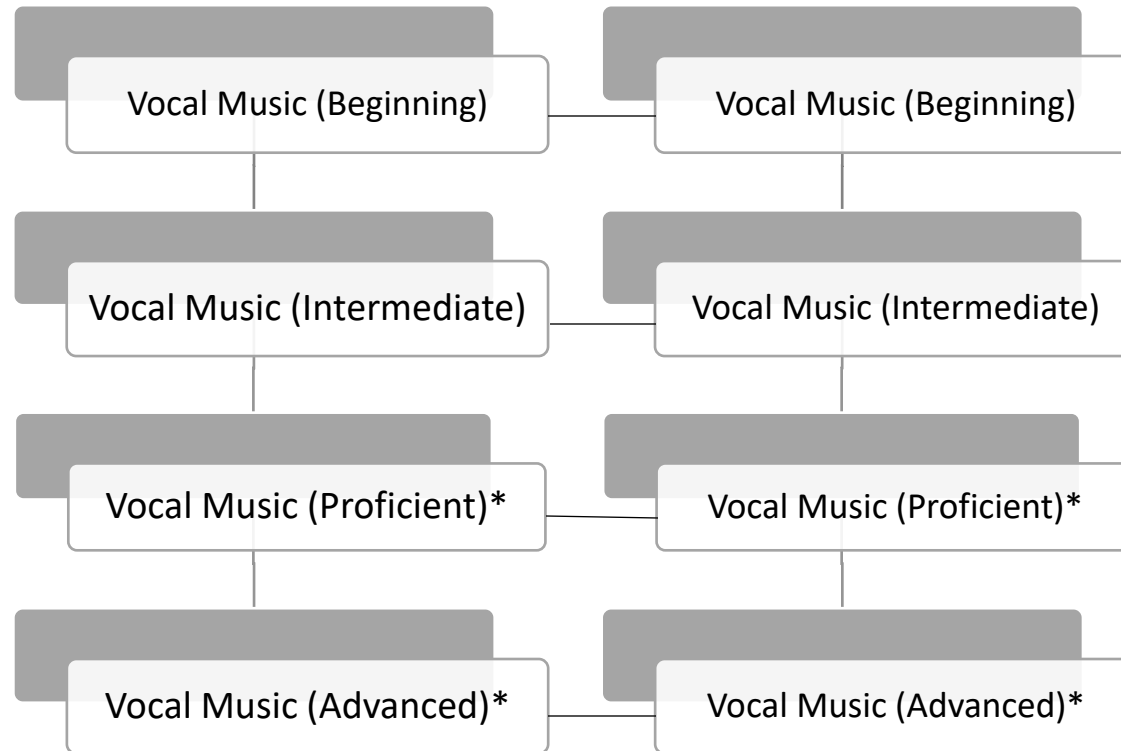 Vocal Music (Beginning)
Vocal Music (Beginning)
Vocal Music (Intermediate)
Vocal Music (Intermediate)
Vocal Music (Proficient)*
Vocal Music (Proficient)*
Vocal Music (Advanced)*
Vocal Music (Advanced)*